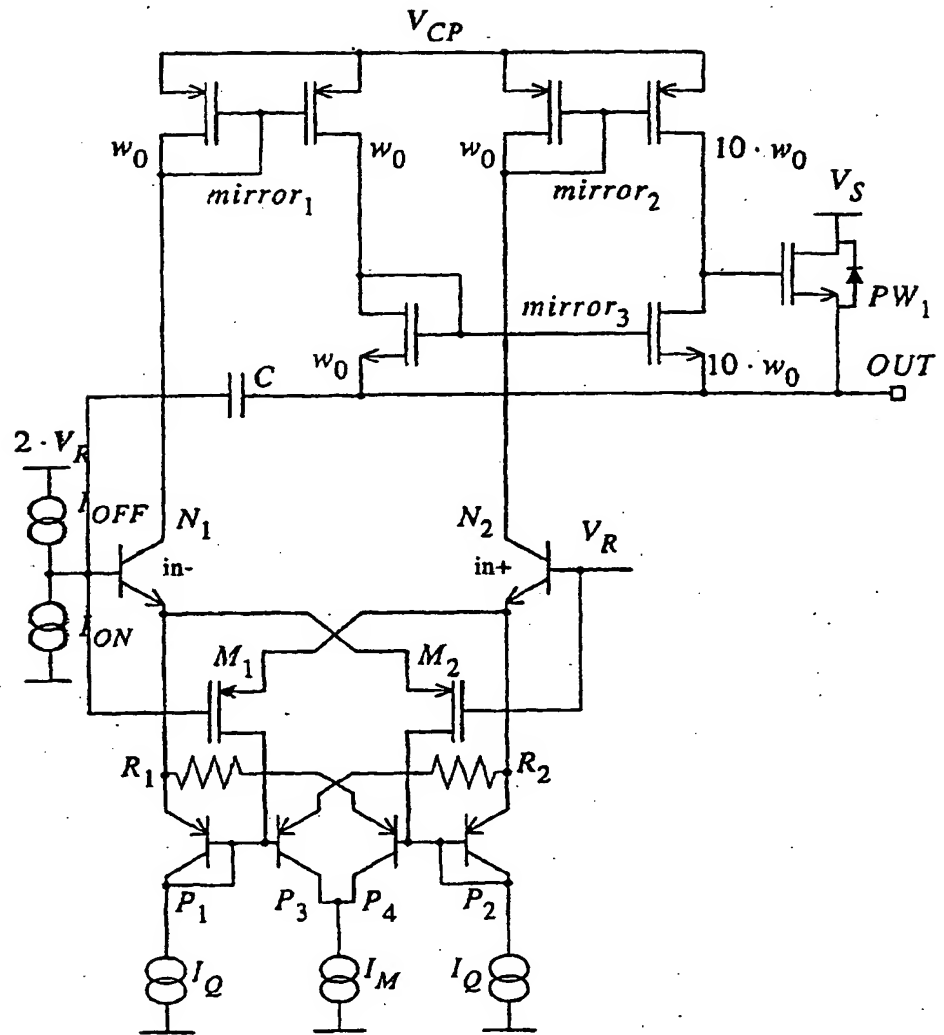 V_CP
w_0 w_0 w_0 10 · w_0
mirror_1 mirror_2 V_S
mirror_3 PW_1
w_0 10 · w_0 OUT
C
2 · V_R
I_OFF N_1 N_2 V_R
in- in+
I_ON
M_1 M_2
R_1 R_2
P_1 P_3 P_4 P_2
I_Q I_M I_Q